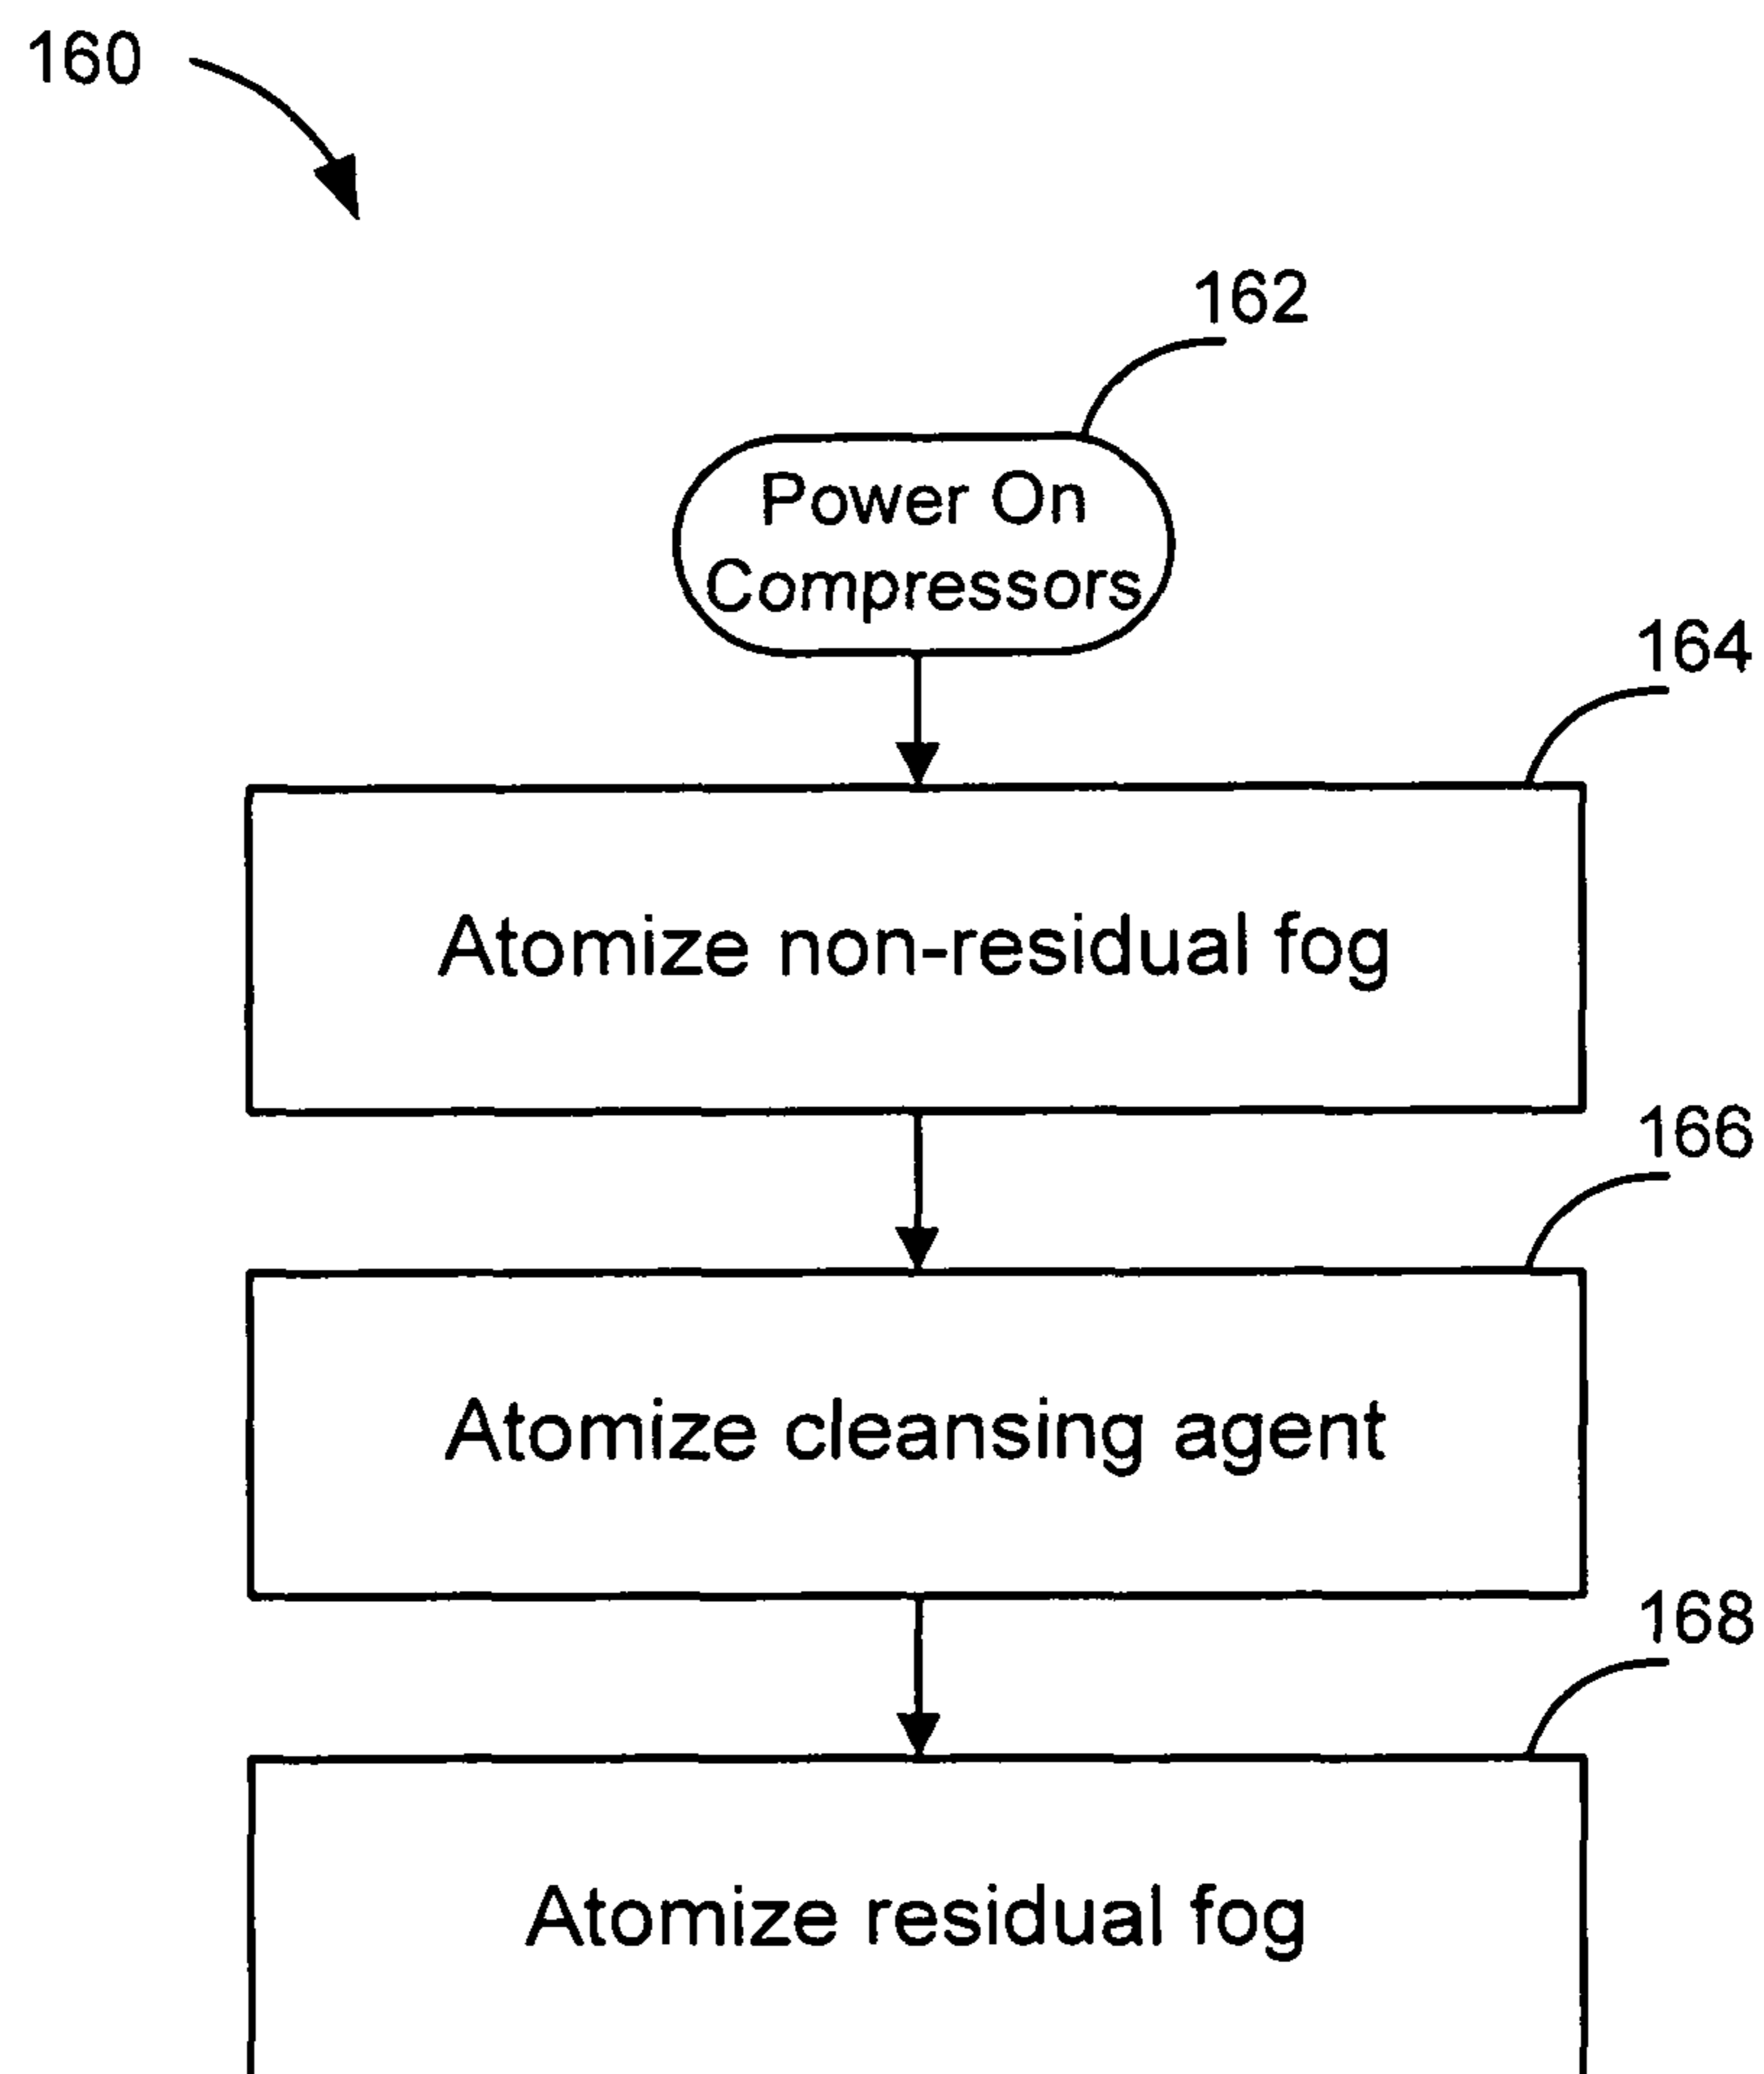 160
162
Power On
Compressors
164
Atomize non-residual fog
166
Atomize cleansing agent
168
Atomize residual fog